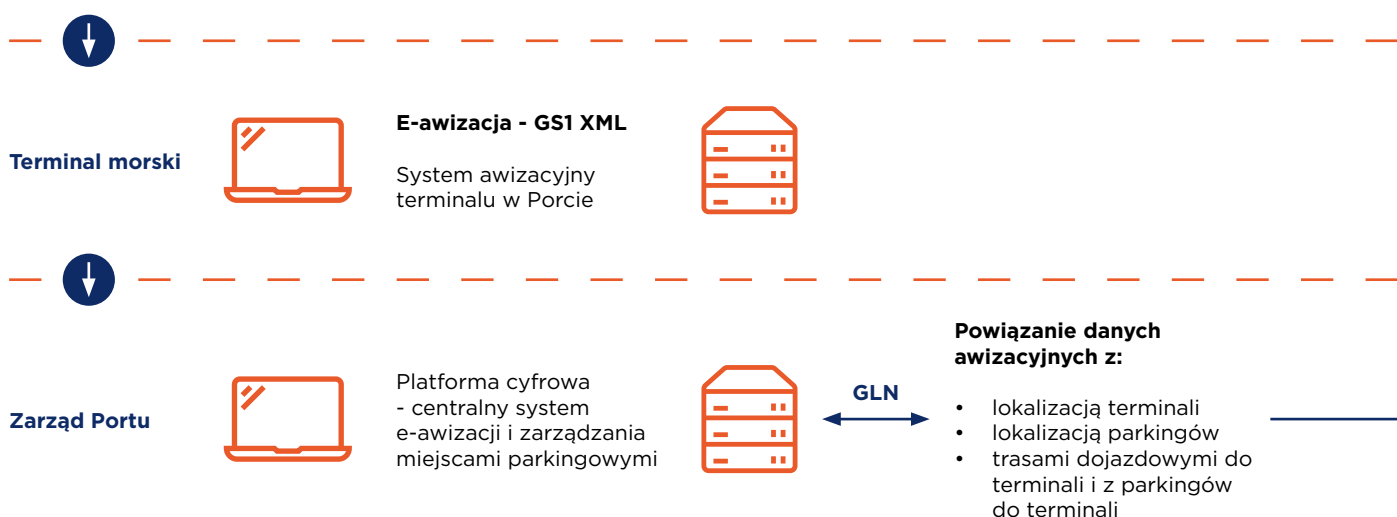 Terminal morski
E-awizacja - GS1 XML
System awizacyjny
terminalu w Porcie
Zarząd Portu
Platforma cyfrowa
- centralny system
e-awizacji i zarządzania
miejscami parkingowymi
GLN
Powiązanie danych
awizacyjnych z:
• lokalizacją terminali
• lokalizacją parkingów
• trasami dojazdowymi do
terminali i z parkingów
do terminali